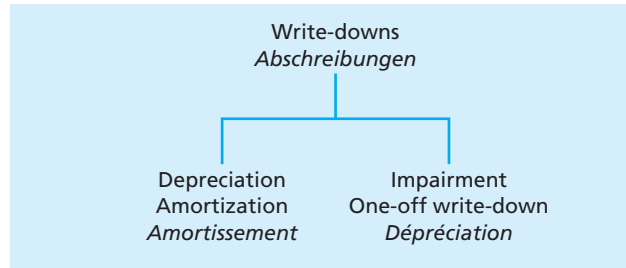 Write-downs
Abschreibungen
Depreciation
Amortization
Amortissement
Impairment
One-off write-down
Dépréciation